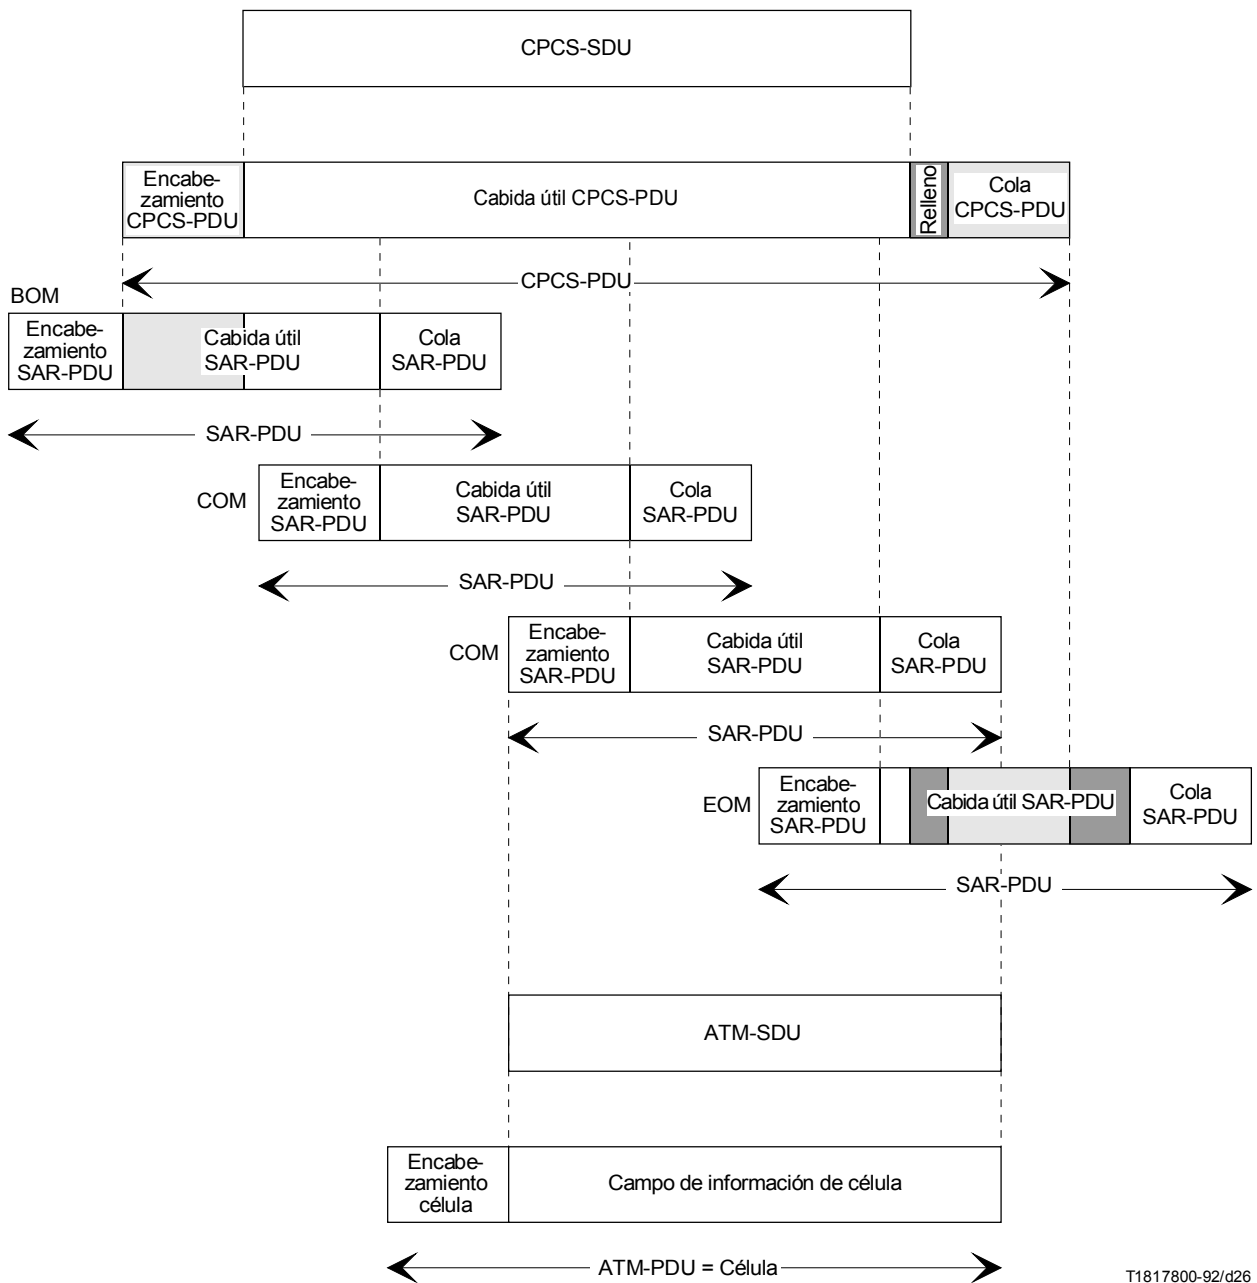 CPCS-SDU
Encabe-
zamiento
CPCS-PDU
Cabida útil CPCS-PDU
Relleno
Cola
CPCS-PDU
CPCS-PDU
BOM
Encabe-
zamiento
SAR-PDU
Cabida útil
SAR-PDU
Cola
SAR-PDU
SAR-PDU
COM
Encabe-
zamiento
SAR-PDU
Cabida útil
SAR-PDU
Cola
SAR-PDU
SAR-PDU
COM
Encabe-
zamiento
SAR-PDU
Cabida útil
SAR-PDU
Cola
SAR-PDU
SAR-PDU
EOM
Encabe-
zamiento
SAR-PDU
Cabida útil SAR-PDU
Cola
SAR-PDU
SAR-PDU
ATM-SDU
Encabe-
zamiento
célula
Campo de información de célula
ATM-PDU = Célula
T1817800-92/d26